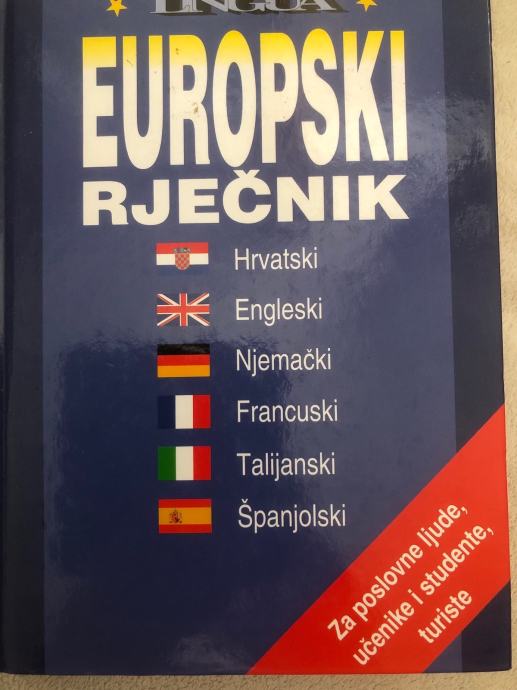 LINGUA
EUROPSKI
RJEČNIK
Hrvatski
Engleski
Njemački
Francuski
Talijanski
Španjolski
Za poslovne ljude,
učenike i studente,
turiste